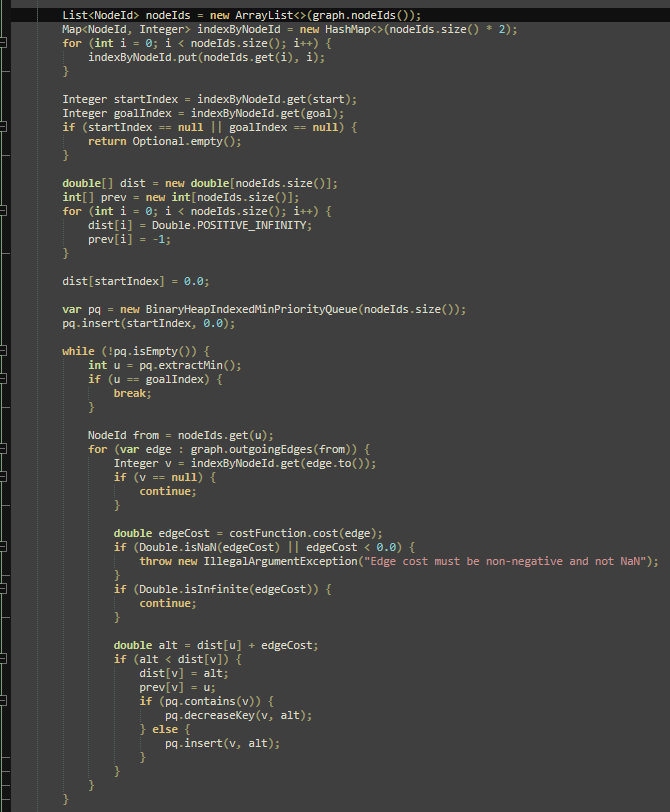 List<NodeId> nodeIds = new ArrayList<>(graph.nodeIds());
Map<NodeId, Integer> indexByNodeId = new HashMap<>(nodeIds.size() * 2);
for (int i = 0; i < nodeIds.size(); i++) {
    indexByNodeId.put(nodeIds.get(i), i);
}

Integer startIndex = indexByNodeId.get(start);
Integer goalIndex = indexByNodeId.get(goal);
if (startIndex == null || goalIndex == null) {
    return Optional.empty();
}

double[] dist = new double[nodeIds.size()];
int[] prev = new int[nodeIds.size()];
for (int i = 0; i < nodeIds.size(); i++) {
    dist[i] = Double.POSITIVE_INFINITY;
    prev[i] = -1;
}

dist[startIndex] = 0.0;

var pq = new BinaryHeapIndexedMinPriorityQueue(nodeIds.size());
pq.insert(startIndex, 0.0);

while (!pq.isEmpty()) {
    int u = pq.extractMin();
    if (u == goalIndex) {
        break;
    }

    NodeId from = nodeIds.get(u);
    for (var edge : graph.outgoingEdges(from)) {
        Integer v = indexByNodeId.get(edge.to());
        if (v == null) {
            continue;
        }

        double edgeCost = costFunction.cost(edge);
        if (Double.isNaN(edgeCost) || edgeCost < 0.0) {
            throw new IllegalArgumentException("Edge cost must be non-negative and not NaN");
        }
        if (Double.isInfinite(edgeCost)) {
            continue;
        }

        double alt = dist[u] + edgeCost;
        if (alt < dist[v]) {
            dist[v] = alt;
            prev[v] = u;
            if (pq.contains(v)) {
                pq.decreaseKey(v, alt);
            } else {
                pq.insert(v, alt);
            }
        }
    }
}